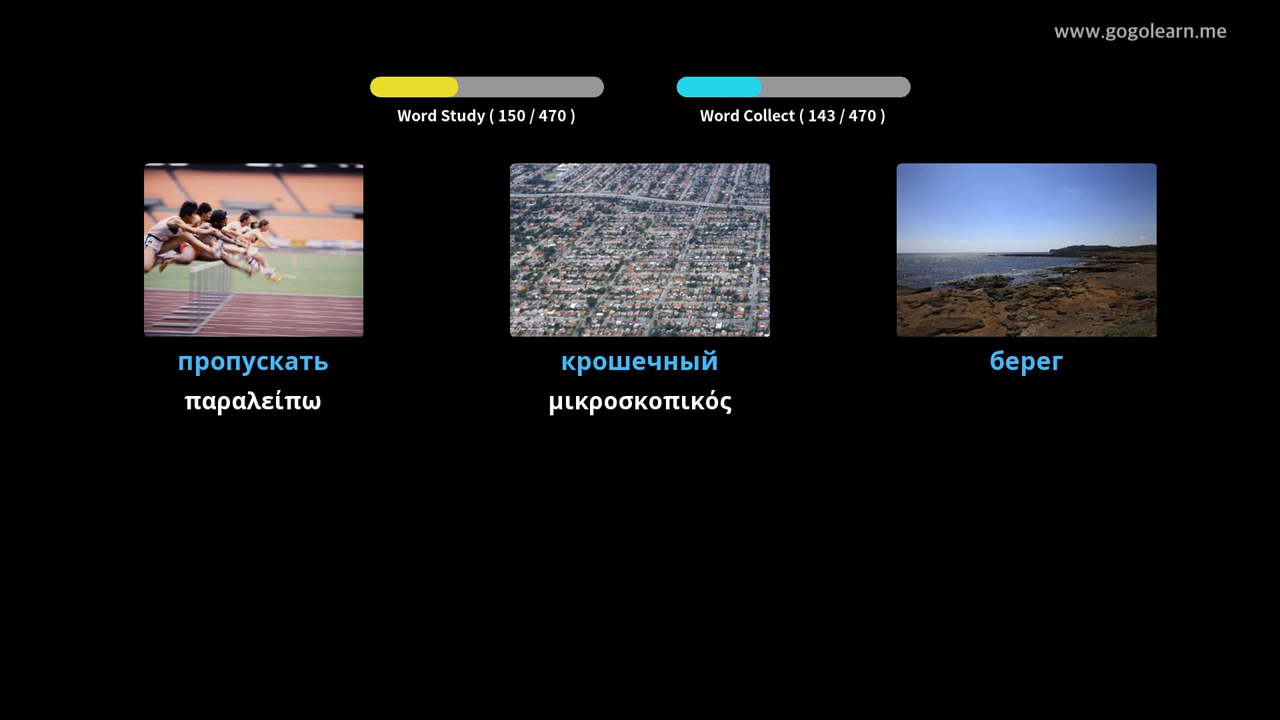 www.gogolearn.me
Word Study ( 150 / 470 )
Word Collect ( 143 / 470 )
пропускать
крошечный
берег
παραλείπω
μικροσκοπικός